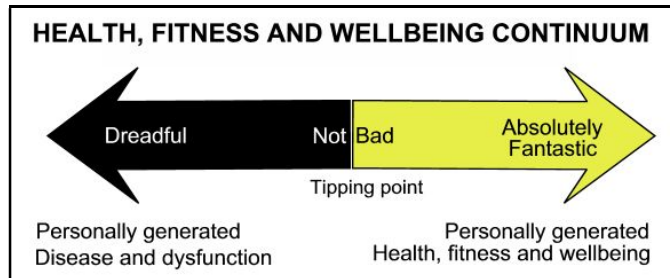 HEALTH, FITNESS AND WELLBEING CONTINUUM
Dreadful
Not Bad
Absolutely
Fantastic
Tipping point
Personally generated
Disease and dysfunction
Personally generated
Health, fitness and wellbeing